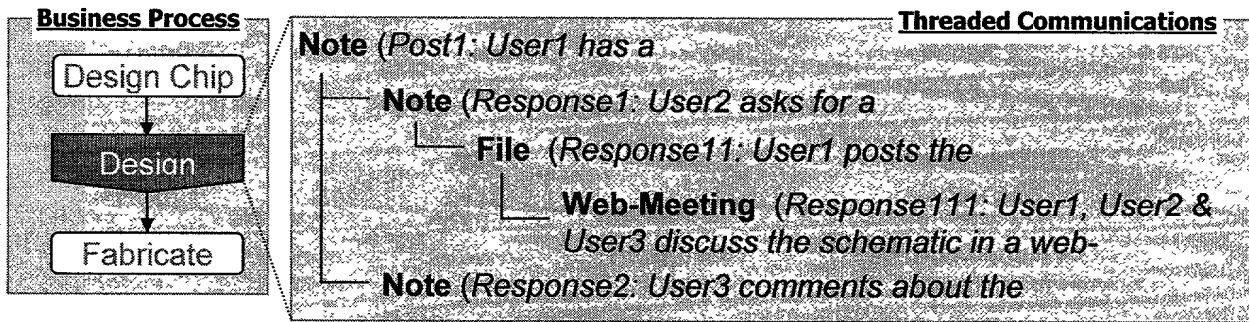 Business Process
Design Chip
Design
Fabricate
Threaded Communications
Note (Post1: User1 has a
Note (Response1: User2 asks for a
File (Response11: User1 posts the
Web-Meeting (Response111: User1, User2 &
User3 discuss the schematic in a web-
Note (Response2: User3 comments about the